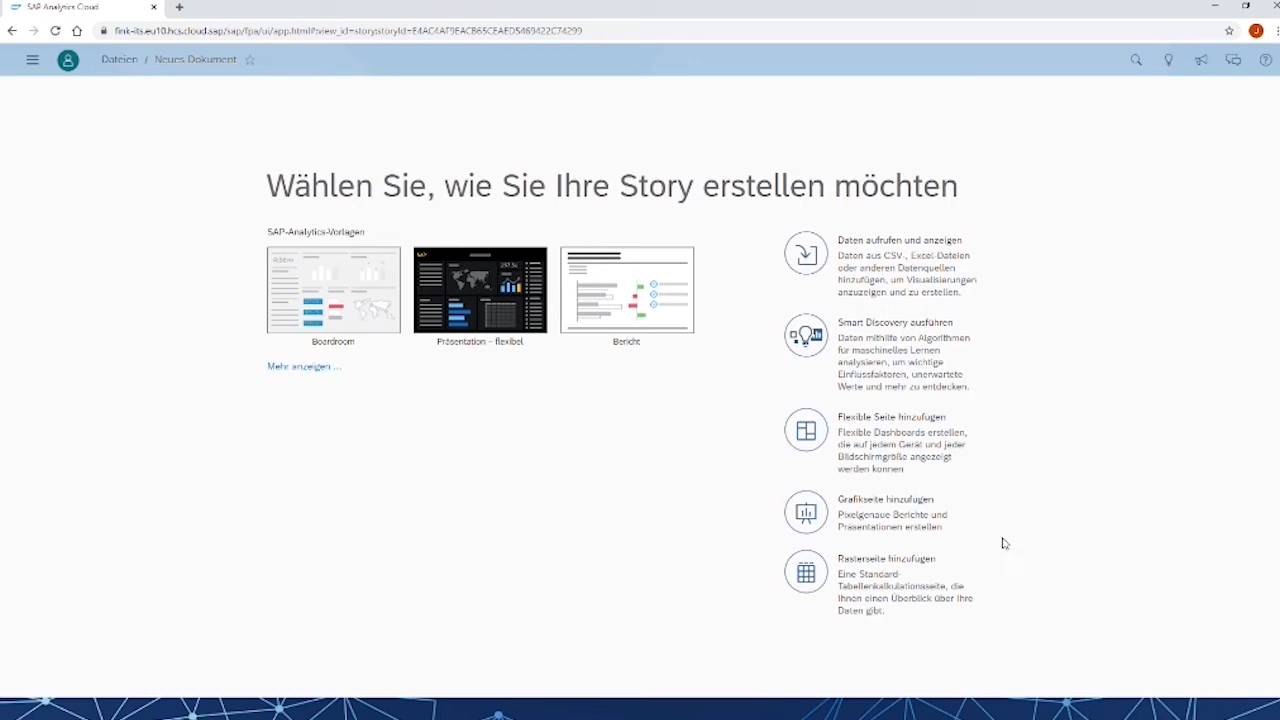 SAP Analytics Cloud
fink-its.eu10.hcs.cloud.sap/sap/fpa/ui/app.html#;view_id=story;storyId=E4AC4AF9EACB65CEAED5469422C74299
J
Dateien / Neues Dokument
Wählen Sie, wie Sie Ihre Story erstellen möchten
SAP-Analytics-Vorlagen
Boardroom
Präsentation – flexibel
Bericht
Mehr anzeigen ...
Daten aufrufen und anzeigen
Daten aus CSV-, Excel-Dateien
oder anderen Datenquellen
hinzufügen, um Visualisierungen
anzuzeigen und zu erstellen.
Smart Discovery ausführen
Daten mithilfe von Algorithmen
für maschinelles Lernen
analysieren, um wichtige
Einflussfaktoren, unerwartete
Werte und mehr zu entdecken.
Flexible Seite hinzufügen
Flexible Dashboards erstellen,
die auf jedem Gerät und jeder
Bildschirmgröße angezeigt
werden können
Grafikseite hinzufügen
Pixelgenaue Berichte und
Präsentationen erstellen
Rasterseite hinzufügen
Eine Standard-
Tabellenkalkulationsseite, die
Ihnen einen Überblick über Ihre
Daten gibt.